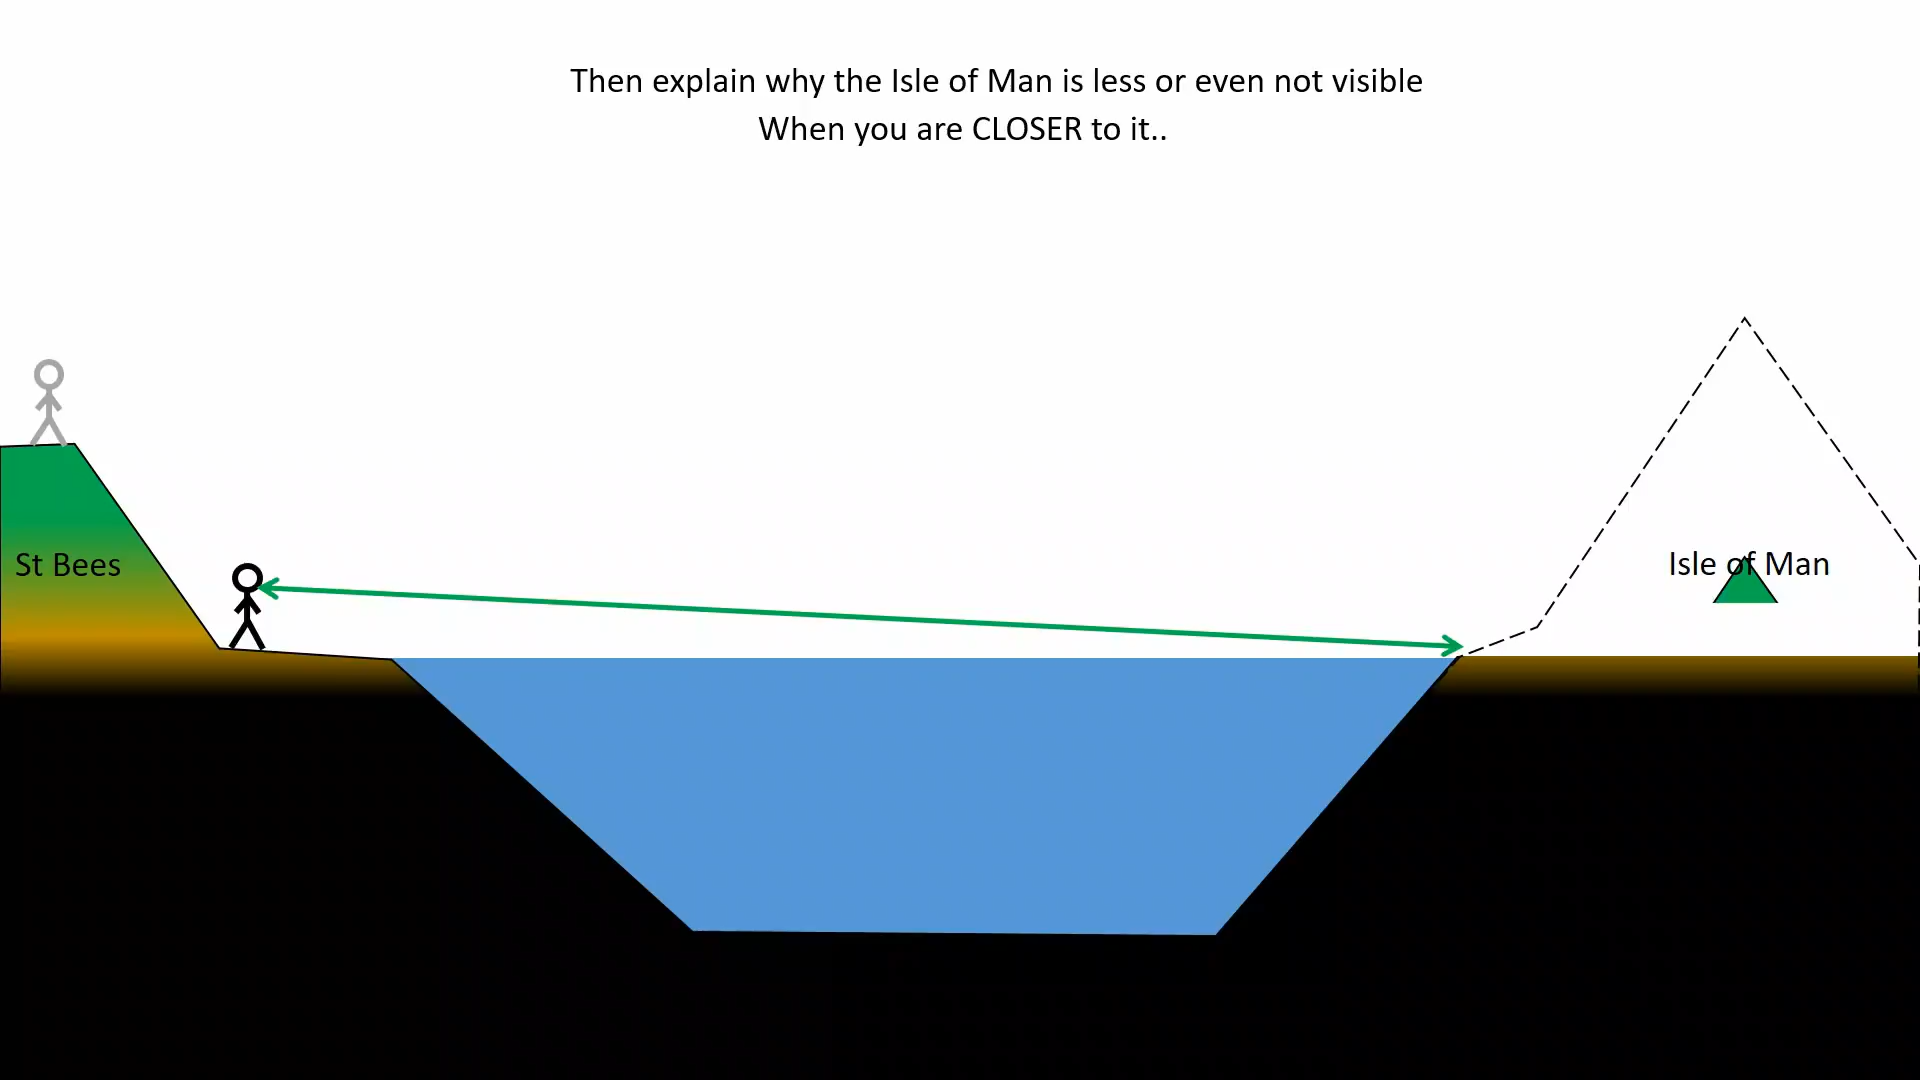 Then explain why the Isle of Man is less or even not visible
When you are CLOSER to it..
St Bees
Isle of Man